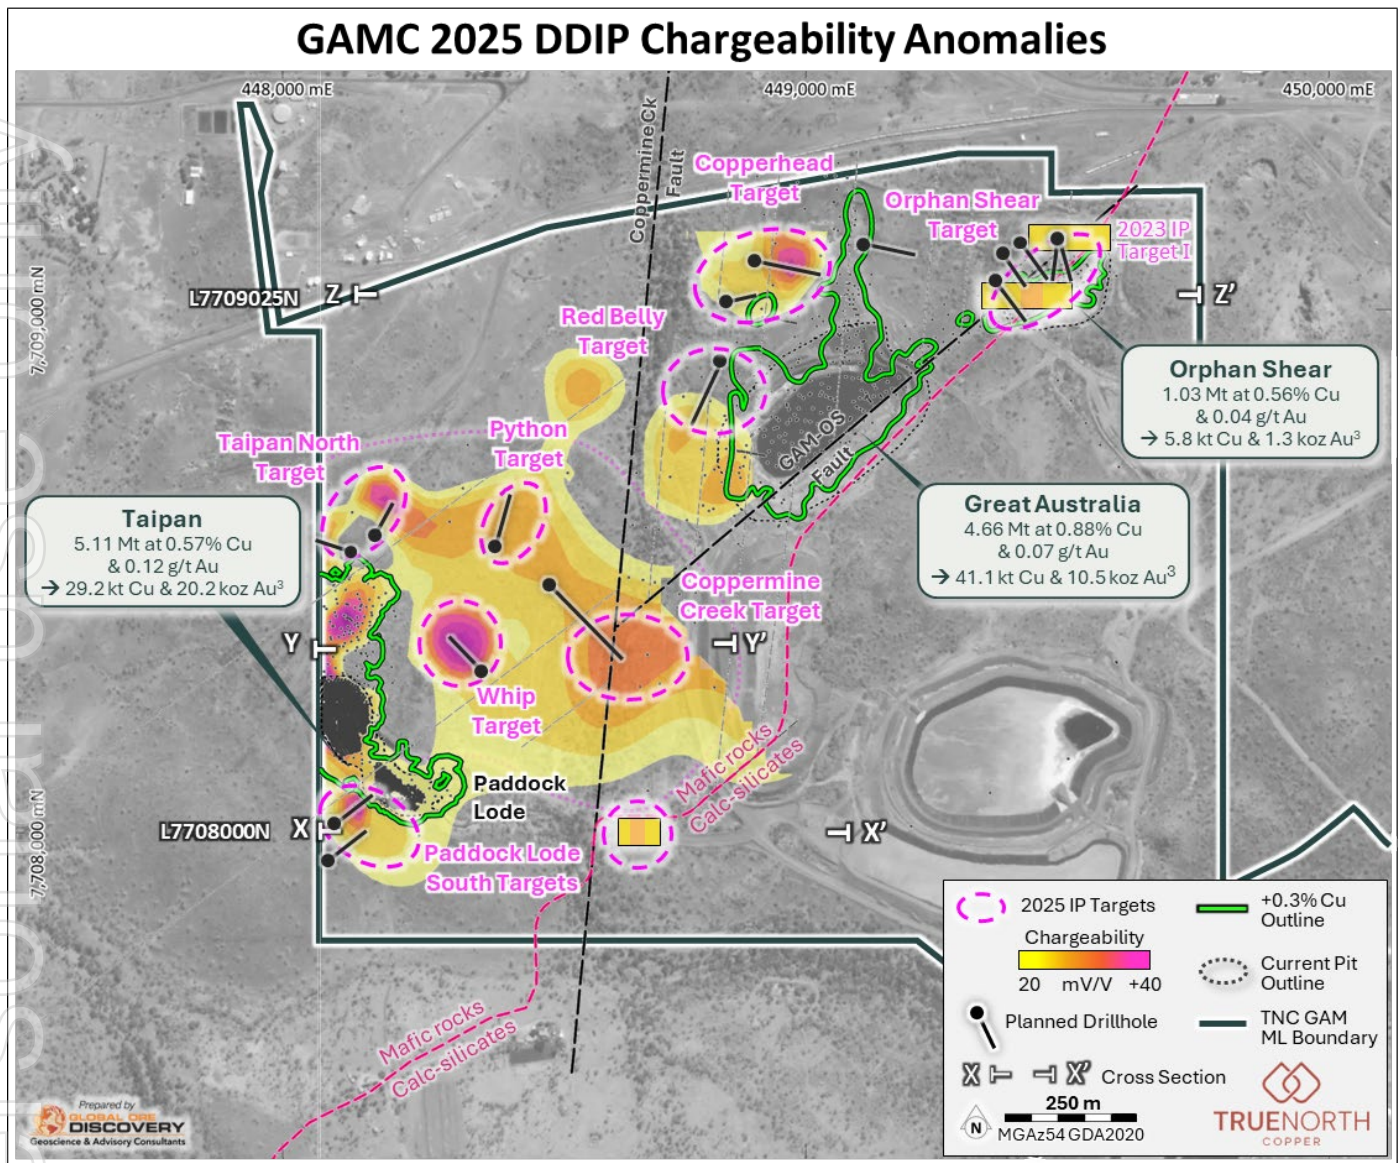 GAMC 2025 DDIP Chargeability Anomalies
448,000 mE
449,000 mE
450,000 mE
Coppermine Ck
Fault
Copperhead
Target
Orphan Shear
Target
2023 IP
Target I
L7709025N
Z
Z'
7,709,000 mN
Red Belly
Target
Orphan Shear
1.03 Mt at 0.56% Cu
& 0.04 g/t Au
→ 5.8 kt Cu & 1.3 koz Au³
Taipan North
Target
Python
Target
GAM-OS
Fault
Great Australia
4.66 Mt at 0.88% Cu
& 0.07 g/t Au
→ 41.1 kt Cu & 10.5 koz Au³
Taipan
5.11 Mt at 0.57% Cu
& 0.12 g/t Au
→ 29.2 kt Cu & 20.2 koz Au³
Coppermine
Creek Target
Y
Y'
Whip
Target
Mafic rocks
Calc-silicates
Paddock
Lode
L7708000N
X
X'
7,708,000 mN
Paddock Lode
South Targets
Mafic rocks
Calc-silicates
2025 IP Targets
+0.3% Cu
Outline
Chargeability
20 mV/V +40
Current Pit
Outline
Planned Drillhole
TNC GAM
ML Boundary
X X' Cross Section
250 m
N
MGAz54 GDA2020
TRUENORTH
COPPER
Prepared by
GLOBAL ORE
DISCOVERY
Geoscience & Advisory Consultants